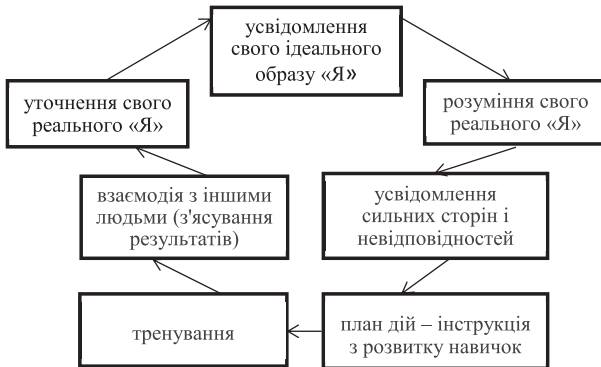 усвідомлення
свого ідеального
образу «Я»
розуміння свого
реального «Я»
усвідомлення
сильних сторін і
невідповідностей
план дій – інструкція
з розвитку навичок
тренування
взаємодія з іншими
людьми (з'ясування
результатів)
уточнення свого
реального «Я»